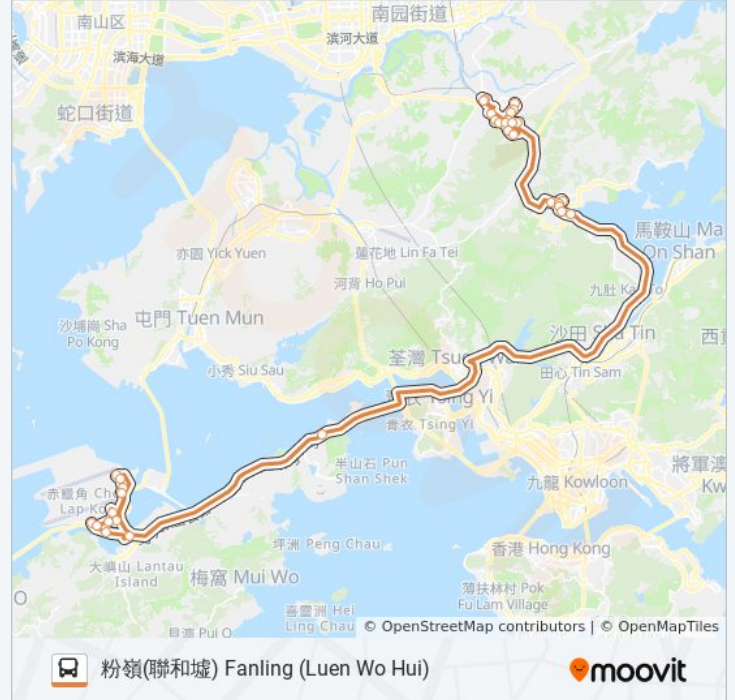 南山区
南园街道
滨河大道
滨海大道
蛇口街道
馬鞍山 Ma
On Shan
亦園 Yick Yuen
蓮花地 Lin Fa Tei
河背 Ho Pui
九肚 Ka To
沙埔崗 Sha
Po Kong
屯門 Tuen Mun
沙田 Sha Tin
西貢
荃灣 Tsue
小秀 Siu Sau
田心 Tin Sam
Tsing Yi
青衣 Tsing Yi
半山石 Pun
Shan Shek
將軍澳
Kw
九龍 Kowloon
赤鱲角 Ch
Lap Ko
坪洲 Peng Chau
香港 Hong Kong
大嶼山 Lantau
Island
梅窩 Mui Wo
薄扶林村 Pok
Fu Lam Village
O
喜靈洲 Hei
Ling Chau
貝澳 Pui O
© OpenStreetMap contributors | © OpenMapTiles
粉嶺(聯和墟) Fanling (Luen Wo Hui)
moovit